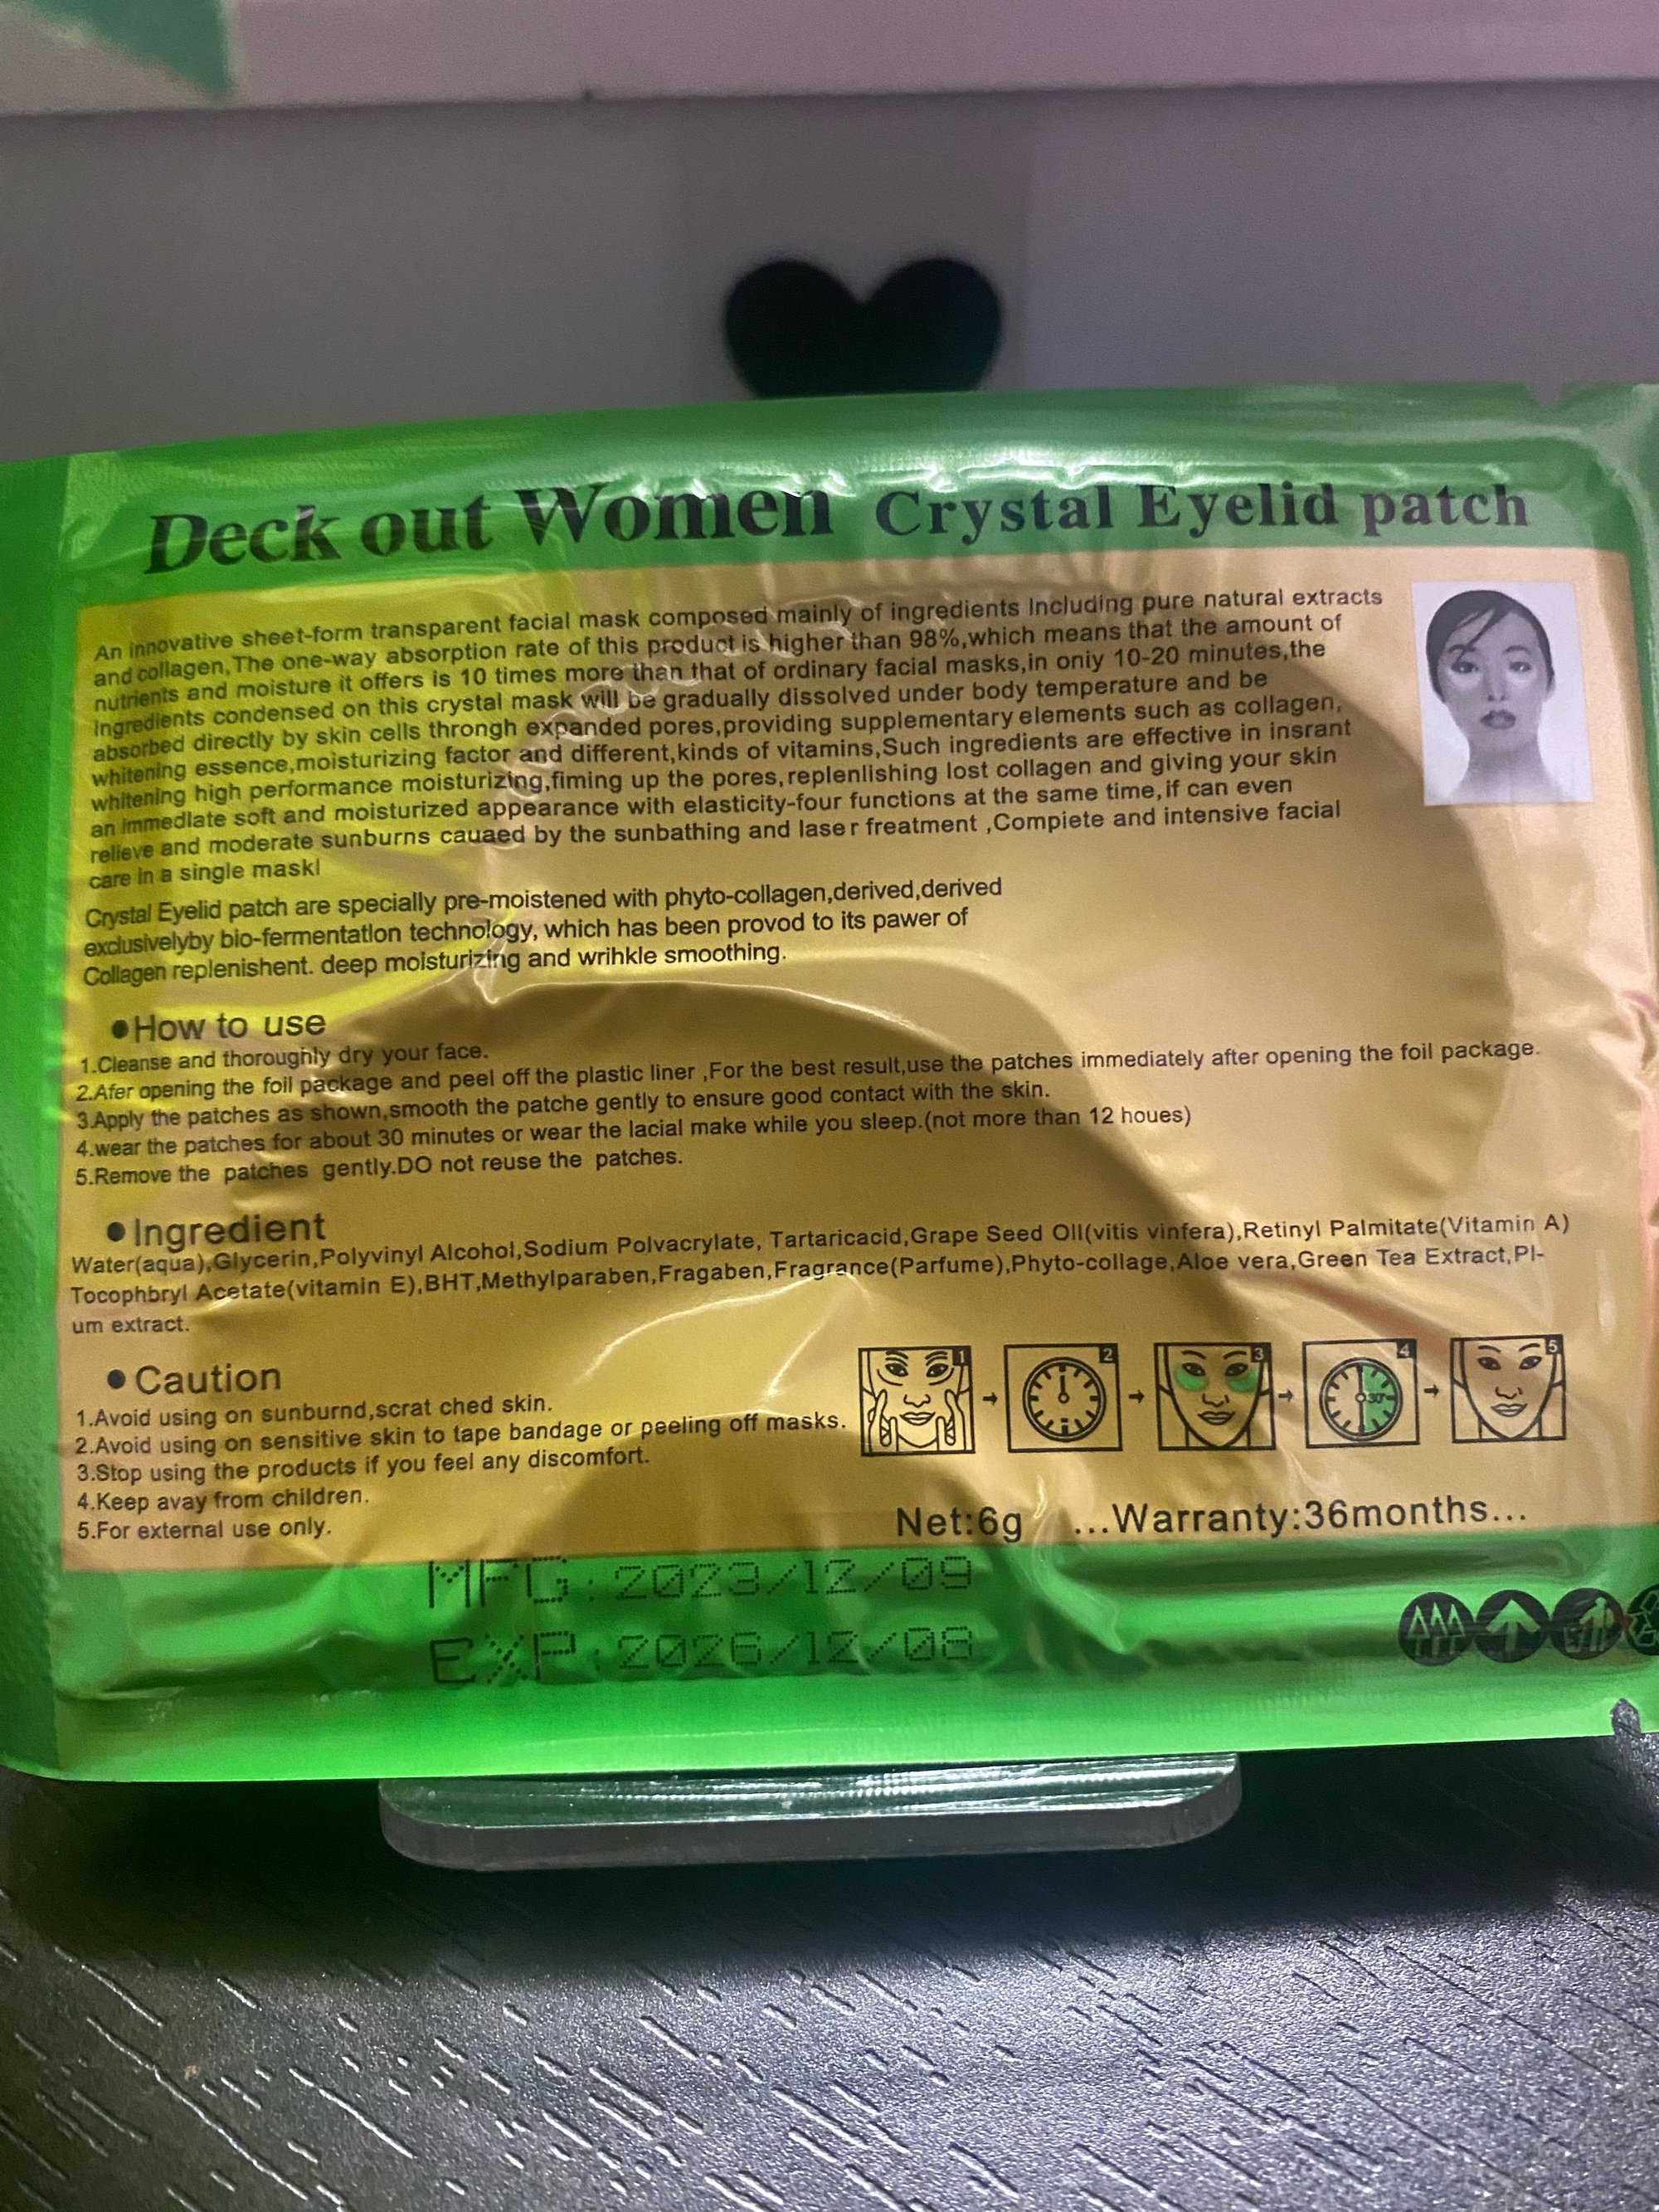 Deck out Women Crystal Eyelid patch
An innovative sheet-form transparent facial mask composed mainly of ingredients Including pure natural extracts
and collagen,The one-way absorption rate of this product is higher than 98%,which means that the amount of
nutrients and moisture it offers is 10 times more than that of ordinary facial masks,in oniy 10-20 minutes,the
ingredients condensed on this crystal mask will be gradually dissolved under body temperature and be
absorbed directly by skin cells throngh expanded pores,providing supplementary elements such as collagen,
whitening essence,moisturizing factor and different,kinds of vitamins,Such ingredients are effective in insrant
whitening high performance moisturizing,fiming up the pores,replenlishing lost collagen and giving your skin
an immedlate soft and moisturized appearance with elasticity-four functions at the same time,if can even
relieve and moderate sunburns cauaed by the sunbathing and laser freatment ,Compiete and intensive facial
care in a single maskl
Crystal Eyelid patch are specially pre-moistened with phyto-collagen,derived,derived
exclusivelyby bio-fermentatlon technology, which has been provod to its pawer of
Collagen replenishent. deep moisturizing and wrihkle smoothing.
●How to use
1.Cleanse and thoroughly dry your face.
2.Afer opening the foil package and peel off the plastic liner ,For the best result,use the patches immediately after opening the foil package.
3.Apply the patches as shown,smooth the patche gently to ensure good contact with the skin.
4.wear the patches for about 30 minutes or wear the lacial make while you sleep.(not more than 12 houes)
5.Remove the patches gently.DO not reuse the patches.
●Ingredient
Water(aqua),Glycerin,Polyvinyl Alcohol,Sodium Polvacrylate, Tartaricacid,Grape Seed OIl(vitis vinfera),Retinyl Palmitate(Vitamin A)
Tocophbryl Acetate(vitamin E),BHT,Methylparaben,Fragaben,Fragrance(Parfume),Phyto-collage,Aloe vera,Green Tea Extract,Pl-
um extract.
●Caution
1.Avoid using on sunburnd,scrat ched skin.
2.Avoid using on sensitive skin to tape bandage or peeling off masks.
3.Stop using the products if you feel any discomfort.
4.Keep avay from children.
5.For external use only.
1 2 3 4 5
30'
Net:6g ...Warranty:36months...
MFG:2023/12/09
EXP:2026/12/08